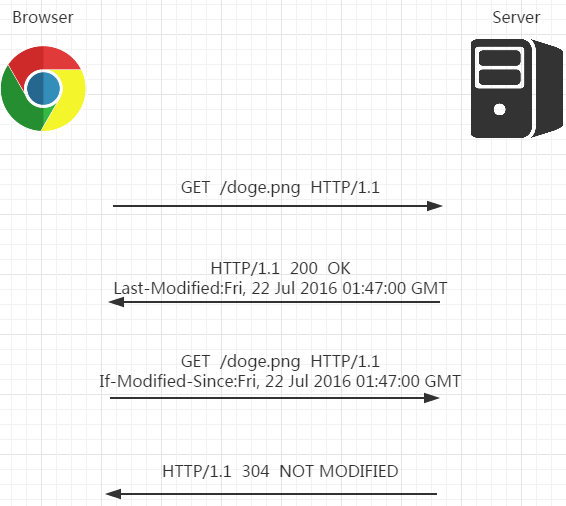 Browser
Server
GET /doge.png HTTP/1.1
HTTP/1.1 200 OK
Last-Modified:Fri, 22 Jul 2016 01:47:00 GMT
GET /doge.png HTTP/1.1
If-Modified-Since:Fri, 22 Jul 2016 01:47:00 GMT
HTTP/1.1 304 NOT MODIFIED